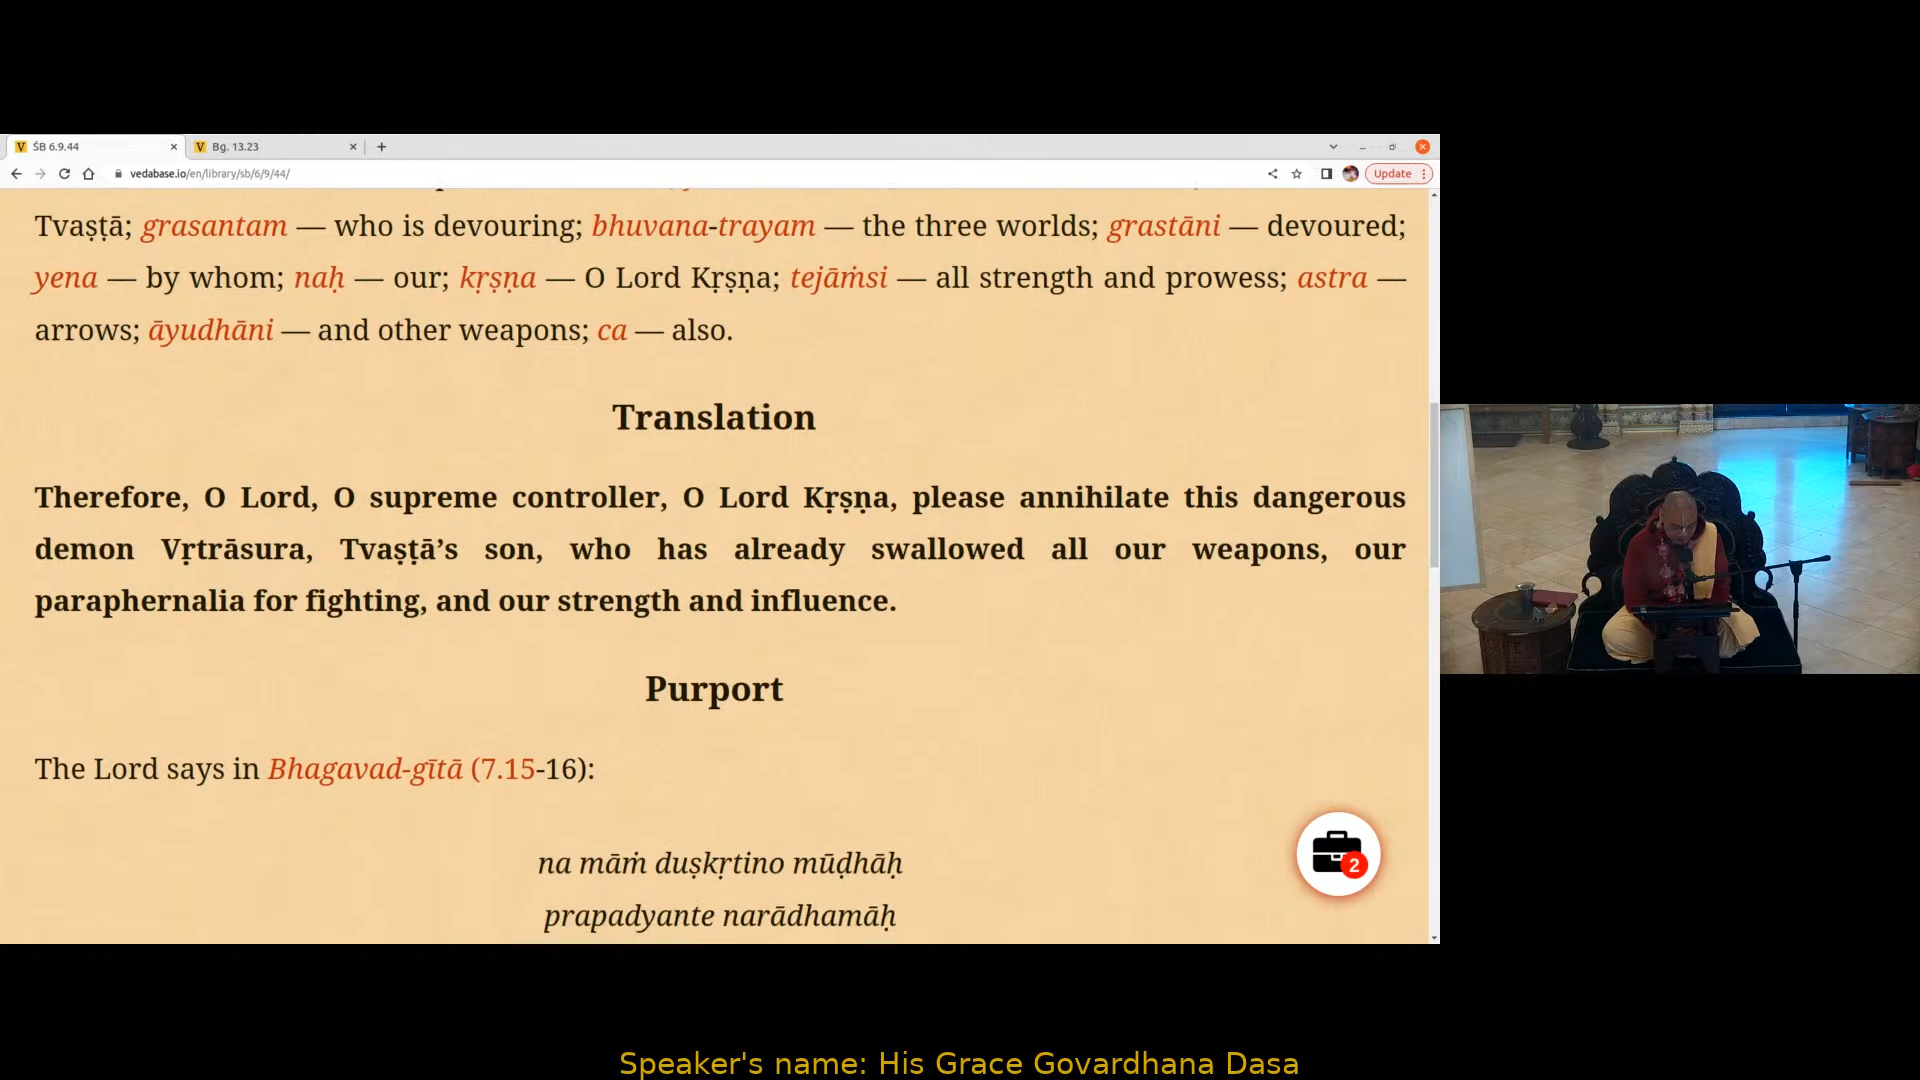 ŚB 6.9.44
Bg. 13.23
vedabase.io/en/library/sb/6/9/44/
Update
Tvaṣṭā; grasantam — who is devouring; bhuvana-trayam — the three worlds; grastāni — devoured;
yena — by whom; naḥ — our; kṛṣṇa — O Lord Kṛṣṇa; tejāṁsi — all strength and prowess; astra —
arrows; āyudhāni — and other weapons; ca — also.
Translation
Therefore, O Lord, O supreme controller, O Lord Kṛṣṇa, please annihilate this dangerous
demon Vṛtrāsura, Tvaṣṭā’s son, who has already swallowed all our weapons, our
paraphernalia for fighting, and our strength and influence.
Purport
The Lord says in Bhagavad-gītā (7.15-16):
na māṁ duṣkṛtino mūḍhāḥ
prapadyante narādhamāḥ
2
Speaker's name: His Grace Govardhana Dasa